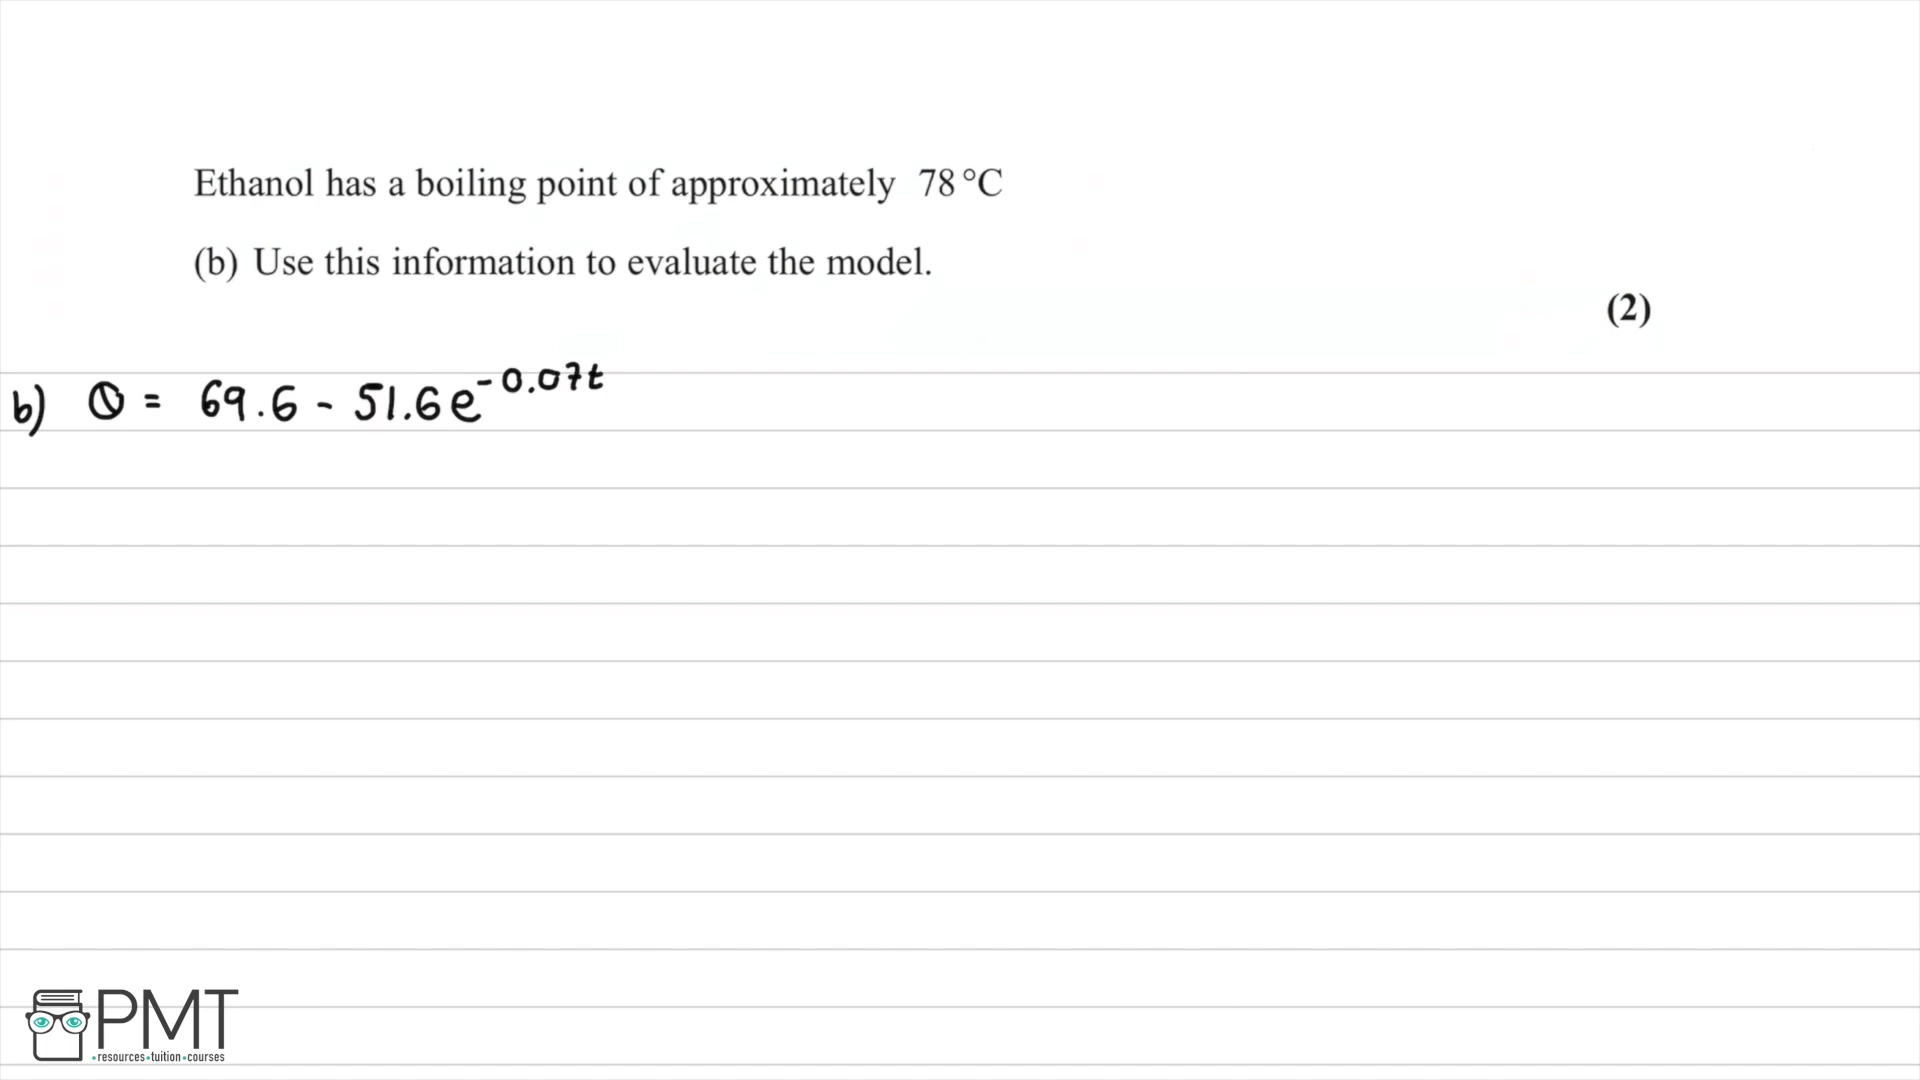 Ethanol has a boiling point of approximately 78 °C
(b) Use this information to evaluate the model.
(2)
b) θ = 69.6 - 51.6e^-0.07t
PMT
•resources•tuition•courses